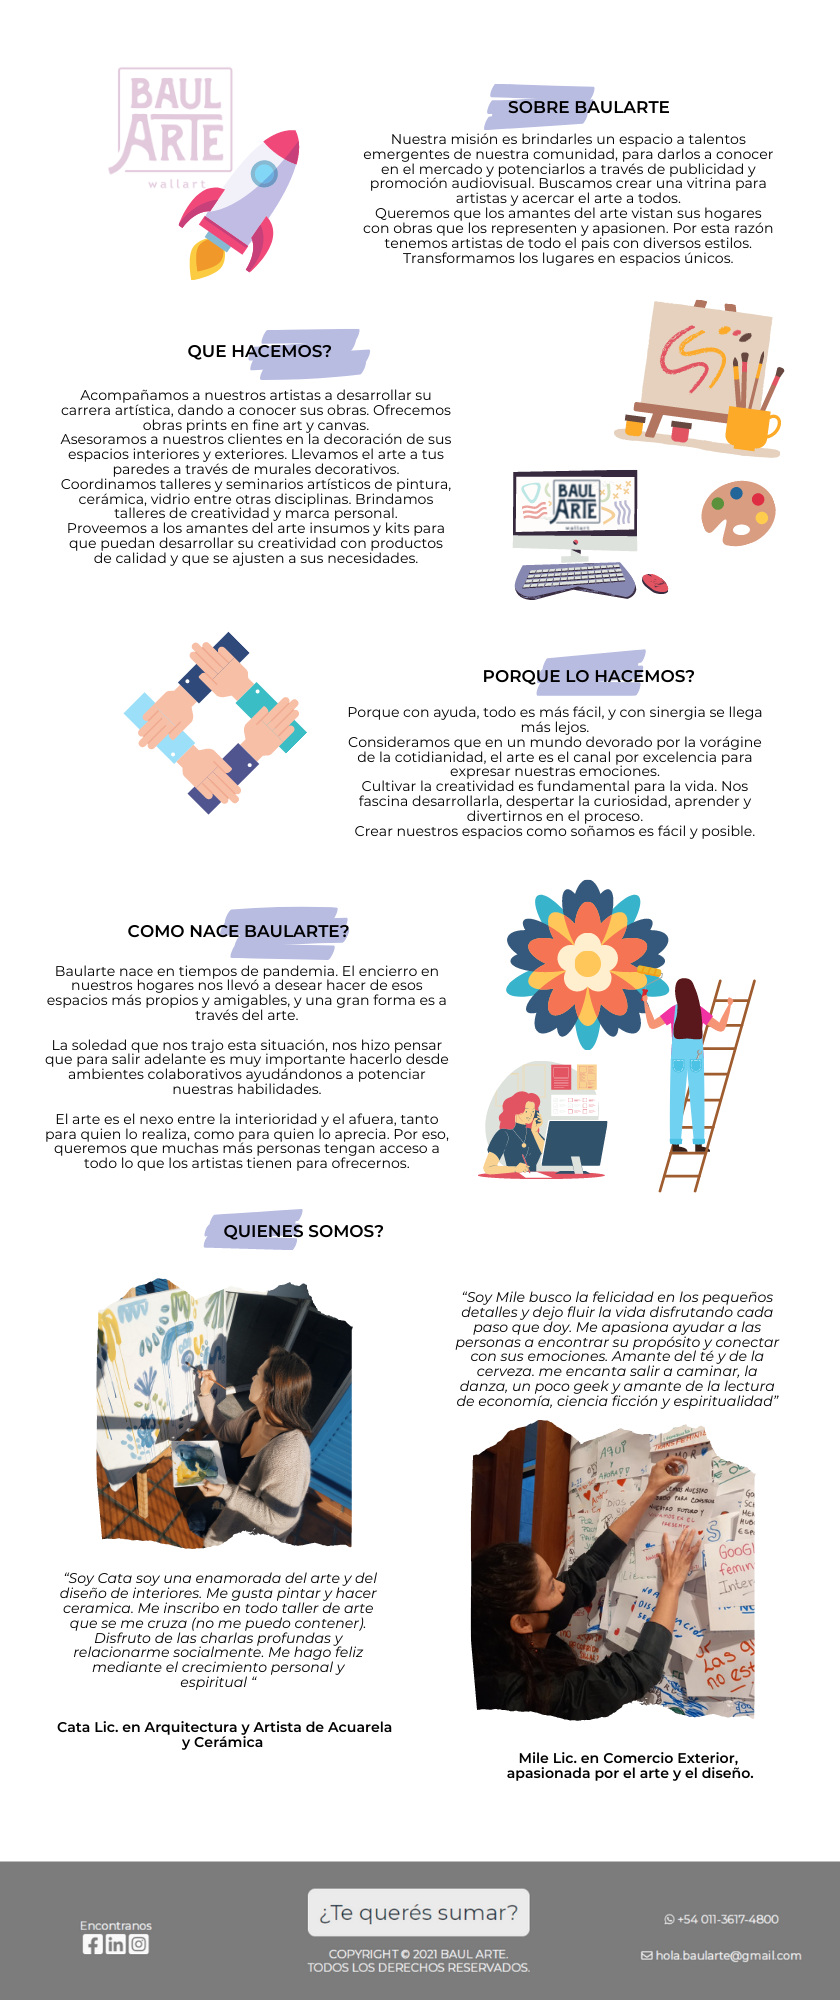 BAUL
ARTE
wallart
SOBRE BAULARTE
Nuestra misión es brindarles un espacio a talentos
emergentes de nuestra comunidad, para darlos a conocer
en el mercado y potenciarlos a través de publicidad y
promoción audiovisual. Buscamos crear una vitrina para
artistas y acercar el arte a todos.
Queremos que los amantes del arte vistan sus hogares
con obras que los representen y apasionen. Por esta razón
tenemos artistas de todo el pais con diversos estilos.
Transformamos los lugares en espacios únicos.
QUE HACEMOS?
Acompañamos a nuestros artistas a desarrollar su
carrera artística, dando a conocer sus obras. Ofrecemos
obras prints en fine art y canvas.
Asesoramos a nuestros clientes en la decoración de sus
espacios interiores y exteriores. Llevamos el arte a tus
paredes a través de murales decorativos.
Coordinamos talleres y seminarios artísticos de pintura,
cerámica, vidrio entre otras disciplinas. Brindamos
talleres de creatividad y marca personal.
Proveemos a los amantes del arte insumos y kits para
que puedan desarrollar su creatividad con productos
de calidad y que se ajusten a sus necesidades.
BAUL
ARTE
wallart
PORQUE LO HACEMOS?
Porque con ayuda, todo es más fácil, y con sinergia se llega
más lejos.
Consideramos que en un mundo devorado por la vorágine
de la cotidianidad, el arte es el canal por excelencia para
expresar nuestras emociones.
Cultivar la creatividad es fundamental para la vida. Nos
fascina desarrollarla, despertar la curiosidad, aprender y
divertirnos en el proceso.
Crear nuestros espacios como soñamos es fácil y posible.
COMO NACE BAULARTE?
Baularte nace en tiempos de pandemia. El encierro en
nuestros hogares nos llevó a desear hacer de esos
espacios más propios y amigables, y una gran forma es a
través del arte.
La soledad que nos trajo esta situación, nos hizo pensar
que para salir adelante es muy importante hacerlo desde
ambientes colaborativos ayudándonos a potenciar
nuestras habilidades.
El arte es el nexo entre la interioridad y el afuera, tanto
para quien lo realiza, como para quien lo aprecia. Por eso,
queremos que muchas más personas tengan acceso a
todo lo que los artistas tienen para ofrecernos.
QUIENES SOMOS?
“Soy Mile busco la felicidad en los pequeños
detalles y dejo fluir la vida disfrutando cada
paso que doy. Me apasiona ayudar a las
personas a encontrar su propósito y conectar
con sus emociones. Amante del té y de la
cerveza. me encanta salir a caminar, la
danza, un poco geek y amante de la lectura
de economía, ciencia ficción y espiritualidad”
AQUÍ
NUESTRO
PARA
NUESTRO FUTURO Y
EN EL
PRESENTE
GOOGL
femin
Inter
Las qu
no est
“Soy Cata soy una enamorada del arte y del
diseño de interiores. Me gusta pintar y hacer
ceramica. Me inscribo en todo taller de arte
que se me cruza (no me puedo contener).
Disfruto de las charlas profundas y
relacionarme socialmente. Me hago feliz
mediante el crecimiento personal y
espiritual “
Cata Lic. en Arquitectura y Artista de Acuarela
y Cerámica
Mile Lic. en Comercio Exterior,
apasionada por el arte y el diseño.
Encontranos
¿Te querés sumar?
COPYRIGHT © 2021 BAUL ARTE.
TODOS LOS DERECHOS RESERVADOS.
+54 011-3617-4800
hola.baularte@gmail.com